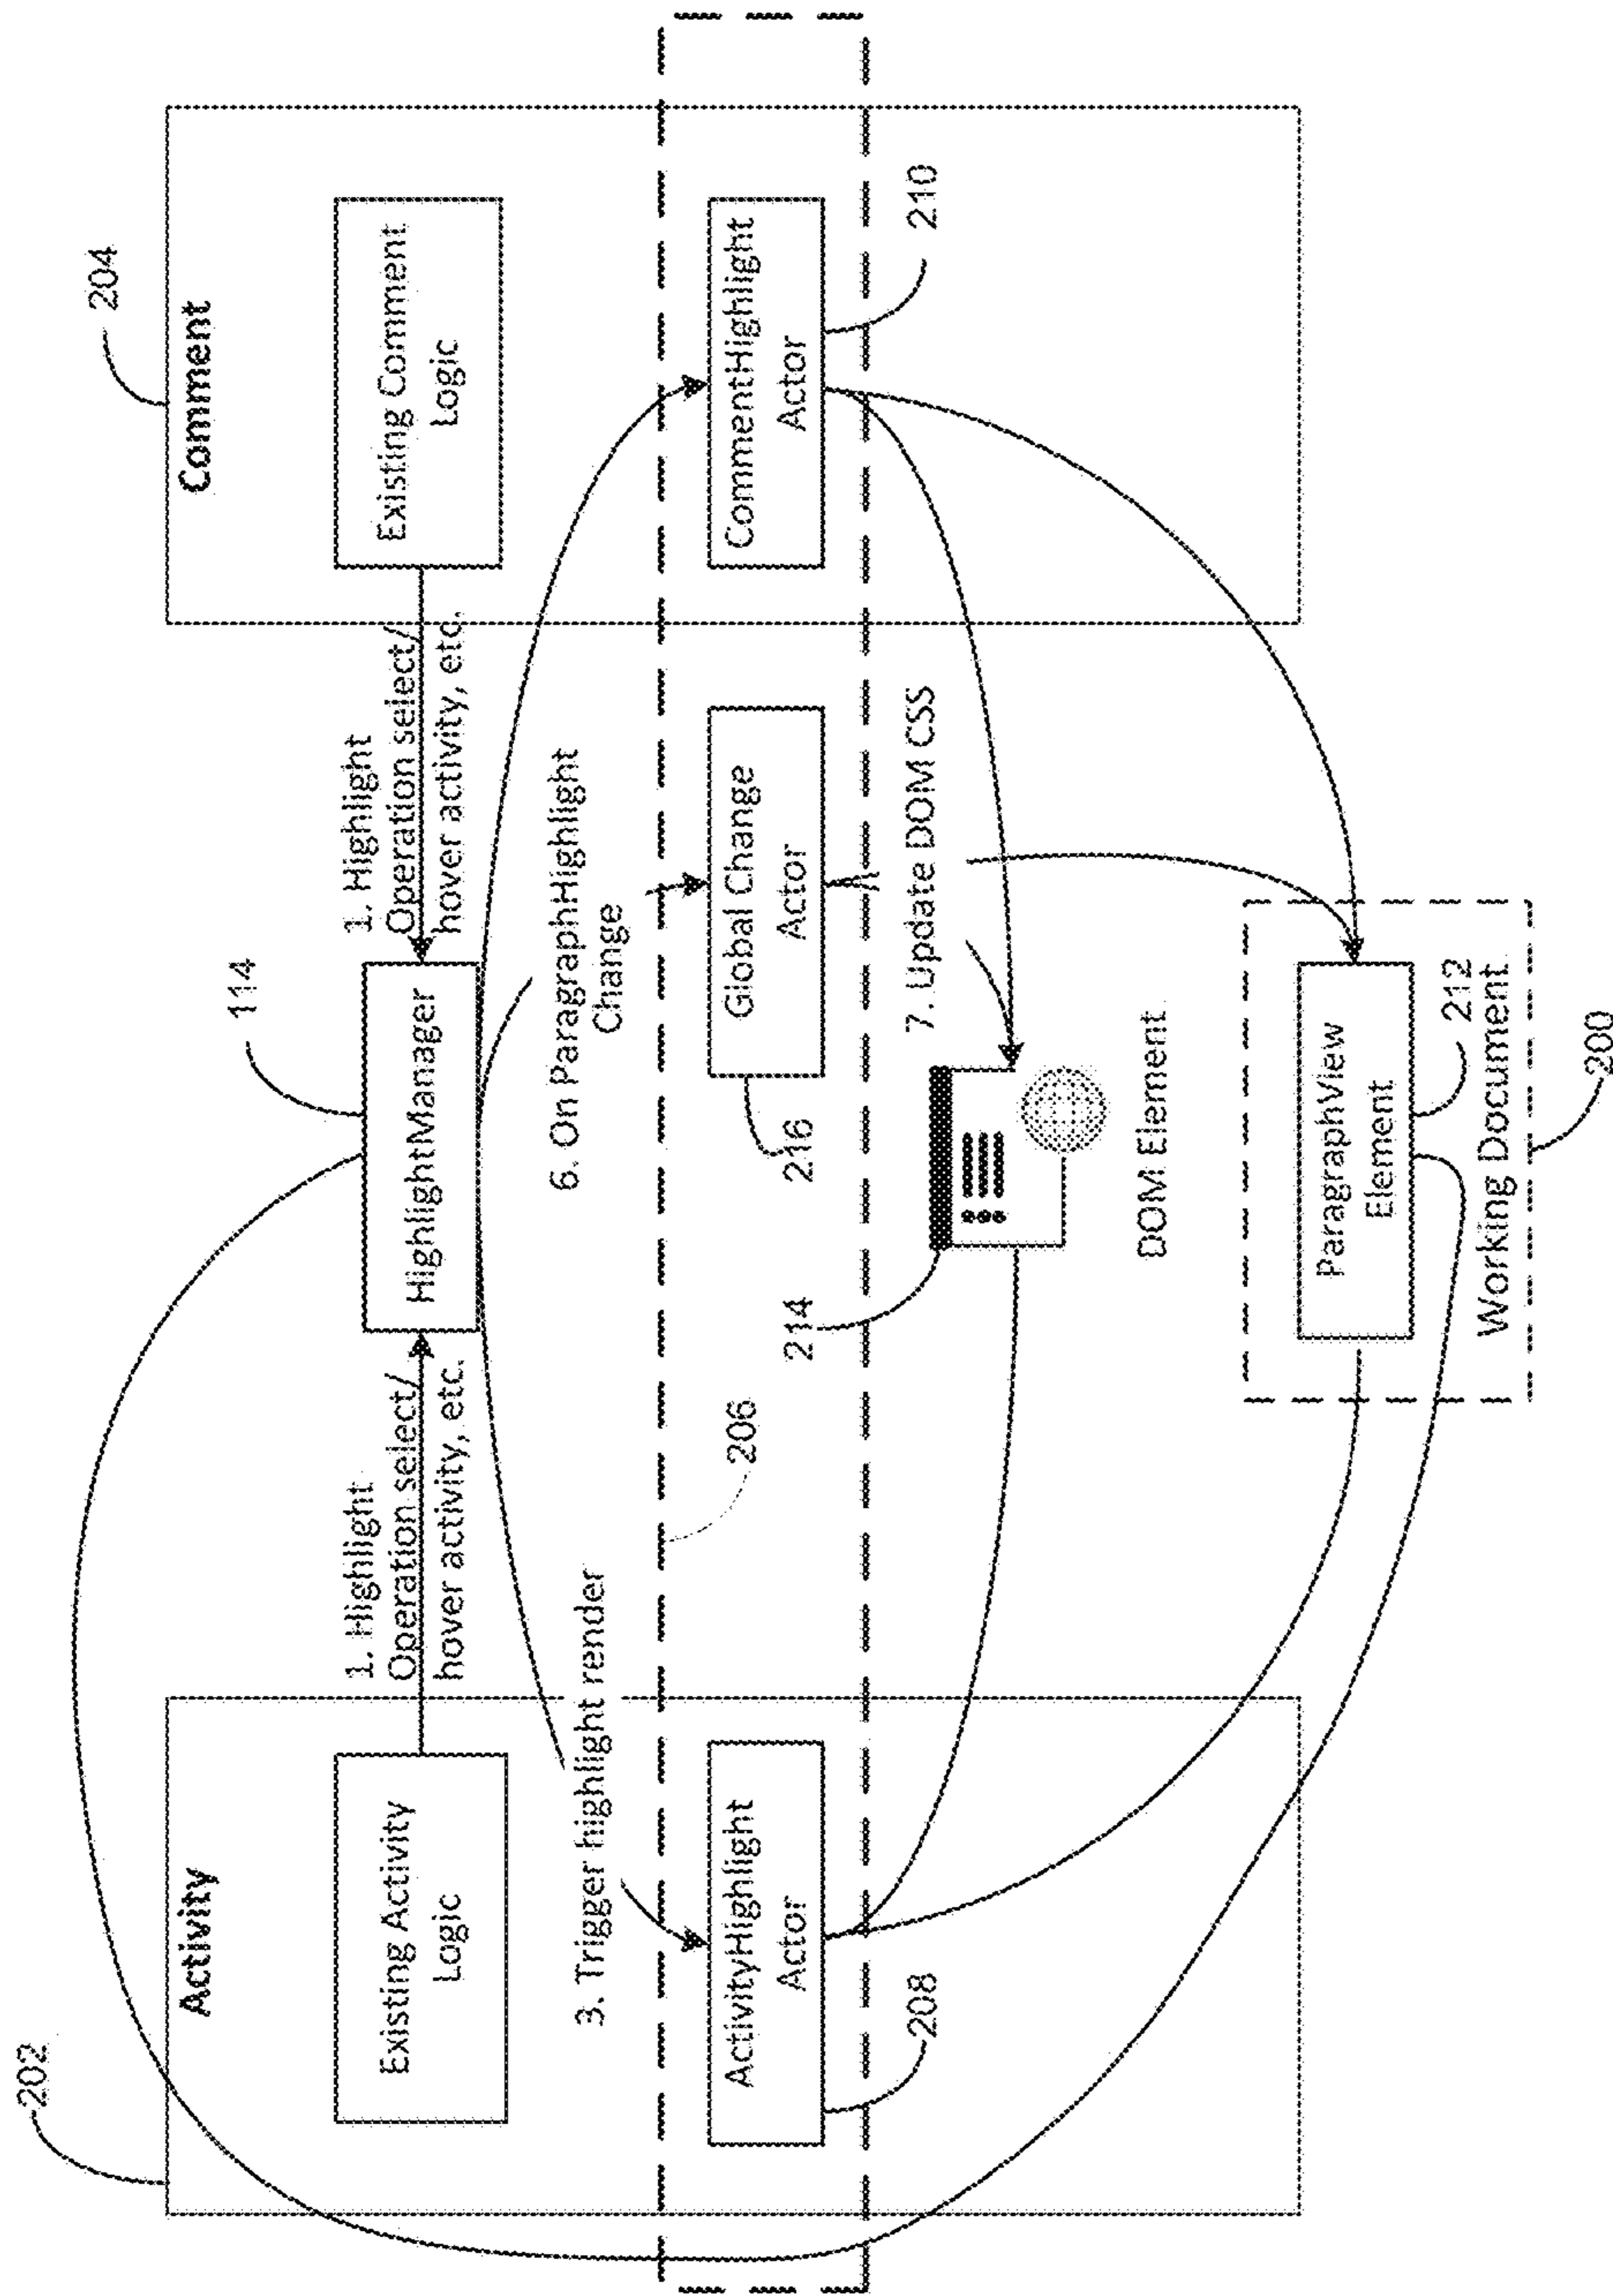 202
204
Activity
Comment
114
Existing Activity
Logic
1. Highlight
Operation select/
hover activity, etc.
HighlightManager
1. Highlight
Operation select/
hover activity, etc.
Existing Comment
Logic
3. Trigger highlight render
6. On ParagraphHighlight
Change
206
ActivityHighlight
Actor
208
Global Change
Actor
216
CommentHighlight
Actor
210
7. Update DOM CSS
214
DOM Element
ParagraphView
Element
212
Working Document
200